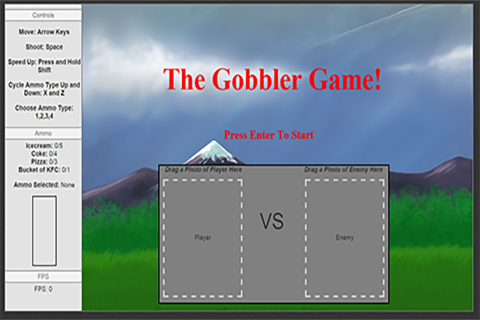 Controls
Move: Arrow Keys
Shoot: Space
Speed Up: Press and Hold
Shift
Cycle Ammo Type Up and
Down: X and Z
Choose Ammo Type:
1,2,3,4
Ammo
Icecream: 0/5
Coke: 0/4
Pizza: 0/3
Bucket of KFC: 0/1
Ammo Selected: None
FPS
FPS: 0
The Gobbler Game!
Press Enter To Start
Drag a Photo of Player Here
Drag a Photo of Enemy Here
Player
VS
Enemy